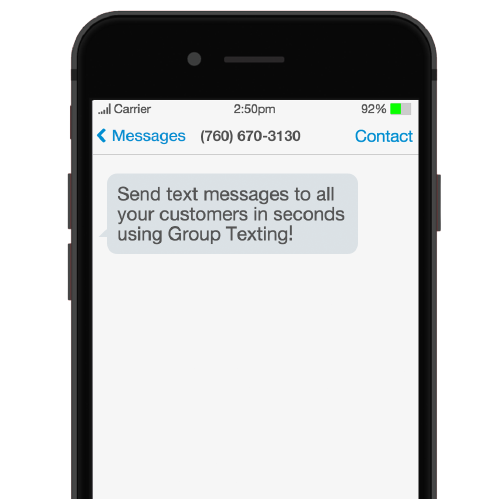 Carrier 2:50pm 92%
Messages (760) 670-3130 Contact
Send text messages to all
your customers in seconds
using Group Texting!